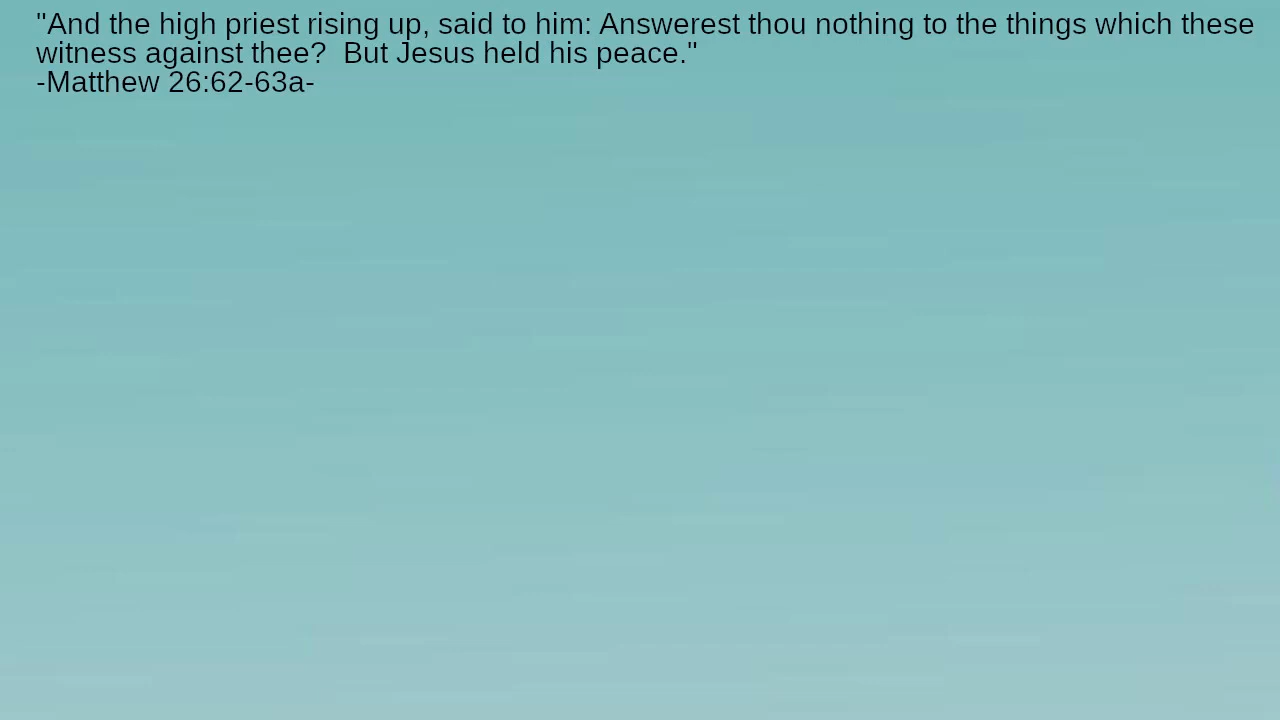 "And the high priest rising up, said to him: Answerest thou nothing to the things which these
witness against thee?  But Jesus held his peace."
-Matthew 26:62-63a-